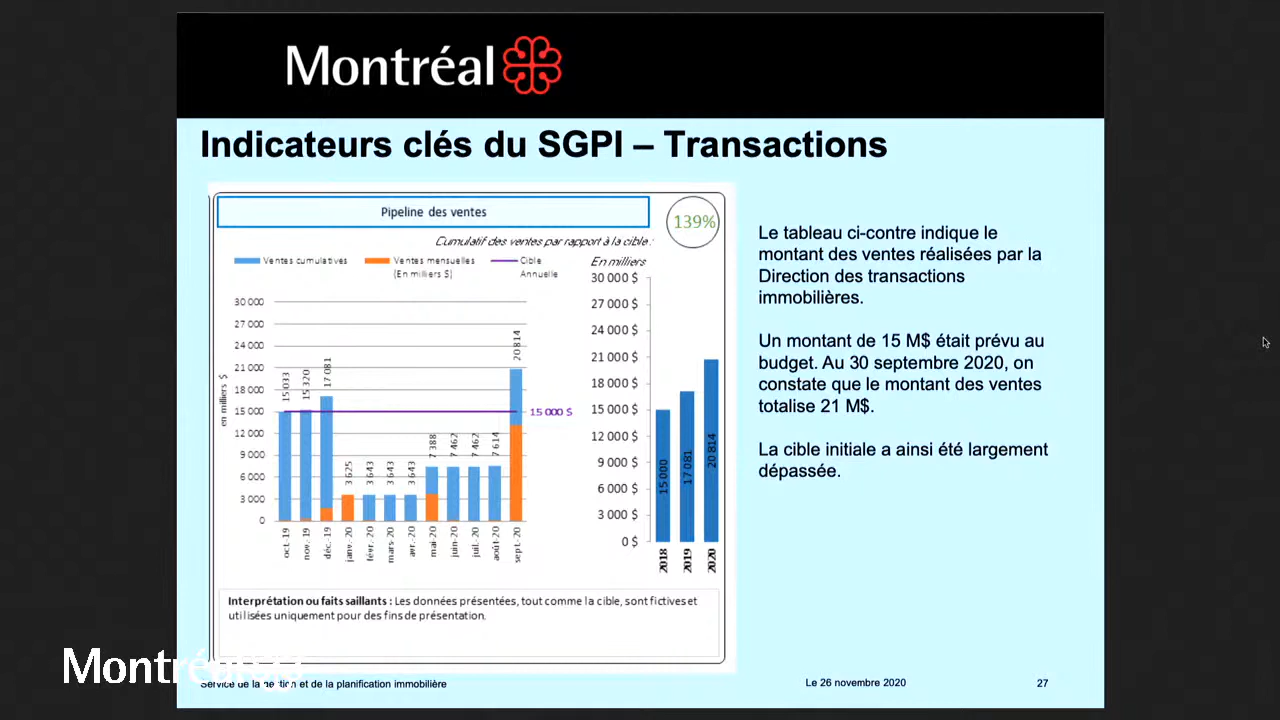 Montréal
Indicateurs clés du SGPI – Transactions
Pipeline des ventes
139%
Cumulatif des ventes par rapport à la cible :
Ventes cumulatives
Ventes mensuelles
(En milliers $)
Cible
Annuelle
En milliers
en milliers $
30 000
27 000
24 000
21 000
18 000
15 000
12 000
9 000
6 000
3 000
0
15 033
15 320
17 081
3 625
3 643
3 643
3 643
7 388
7 462
7 462
7 614
20 814
15 000 $
oct.-19
nov.-19
déc.-19
janv.-20
févr.-20
mars-20
avr.-20
mai-20
juin-20
juil.-20
août-20
sept.-20
30 000 $
27 000 $
24 000 $
21 000 $
18 000 $
15 000 $
12 000 $
9 000 $
6 000 $
3 000 $
0 $
15 000
17 081
20 814
2018
2019
2020
Interprétation ou faits saillants : Les données présentées, tout comme la cible, sont fictives et
utilisées uniquement pour des fins de présentation.
Le tableau ci-contre indique le
montant des ventes réalisées par la
Direction des transactions
immobilières.
Un montant de 15 M$ était prévu au
budget. Au 30 septembre 2020, on
constate que le montant des ventes
totalise 21 M$.
La cible initiale a ainsi été largement
dépassée.
Montréal
Service de la gestion et de la planification immobilière
Le 26 novembre 2020
27